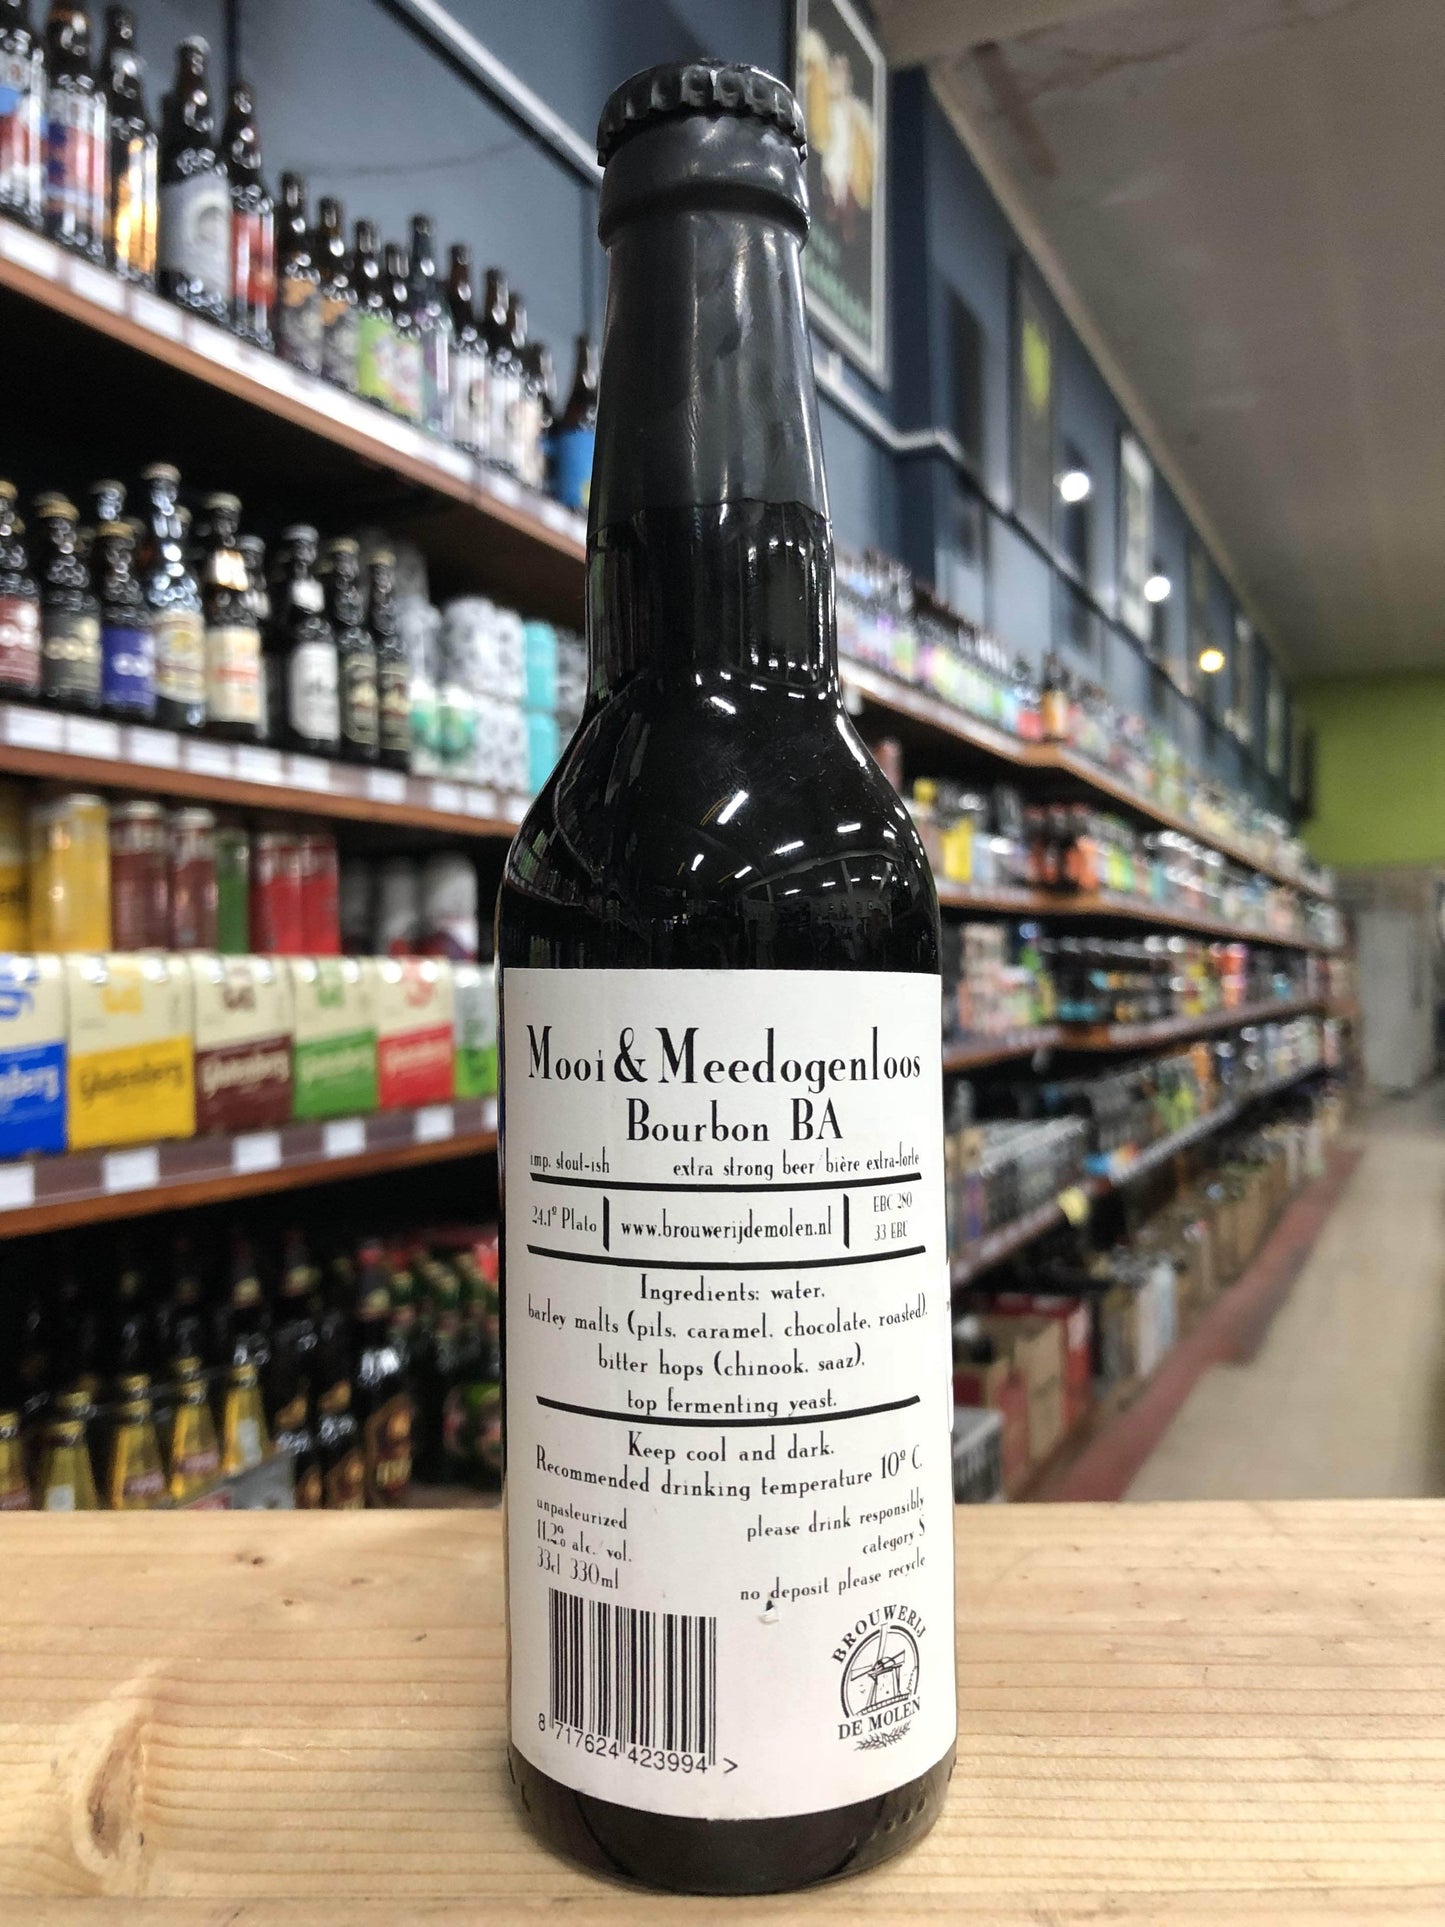 Mooi & Meedogenloos
Bourbon BA
imp. stout-ish extra strong beer/bière extra-forte
24.1º Plato www.brouwerijdemolen.nl EBC 280
33 EBU
Ingredients: water,
barley malts (pils, caramel, chocolate, roasted),
bitter hops (chinook, saaz),
top fermenting yeast.
Keep cool and dark.
Recommended drinking temperature 10º C.
unpasteurized please drink responsibly
11.2% alc./vol. category S
33cl 330ml no deposit please recycle
BROUWERIJ
DE MOLEN
8 717624 423994 >